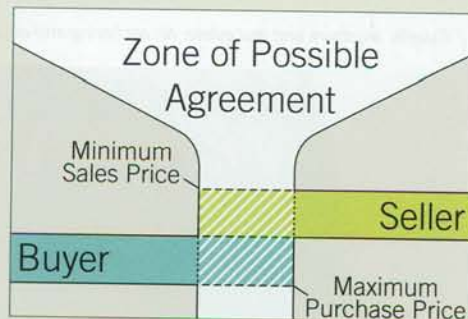 Zone of Possible
Agreement
Minimum
Sales Price
Seller
Buyer
Maximum
Purchase Price